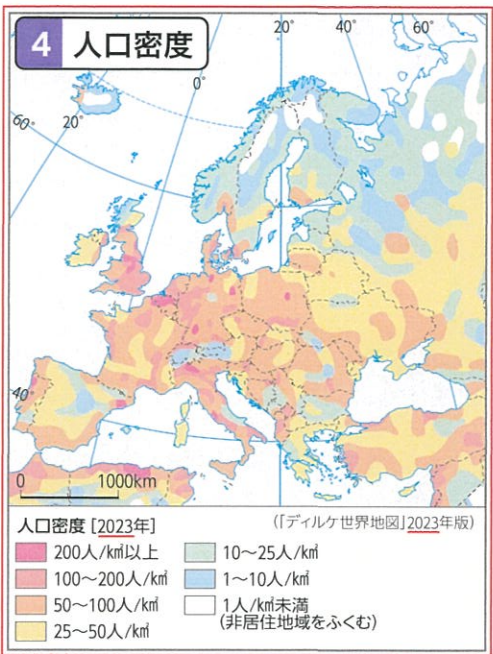 4 人口密度
20° 40° 60°
0°
60° 20°
40°
0 1000km
人口密度 [2023年]
(「ディルケ世界地図」2023年版)
200人/km²以上
100〜200人/km²
50〜100人/km²
25〜50人/km²
10〜25人/km²
1〜10人/km²
1人/km²未満
(非居住地域をふくむ)